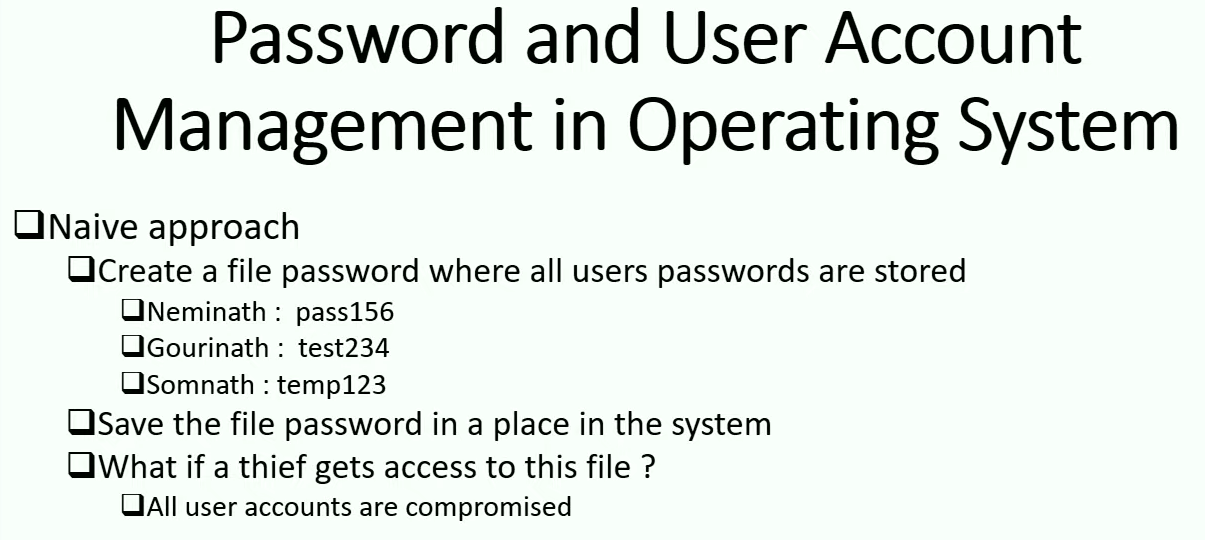 Password and User Account
Management in Operating System
❑Naive approach
❑Create a file password where all users passwords are stored
❑Neminath :  pass156
❑Gourinath :  test234
❑Somnath : temp123
❑Save the file password in a place in the system
❑What if a thief gets access to this file ?
❑All user accounts are compromised